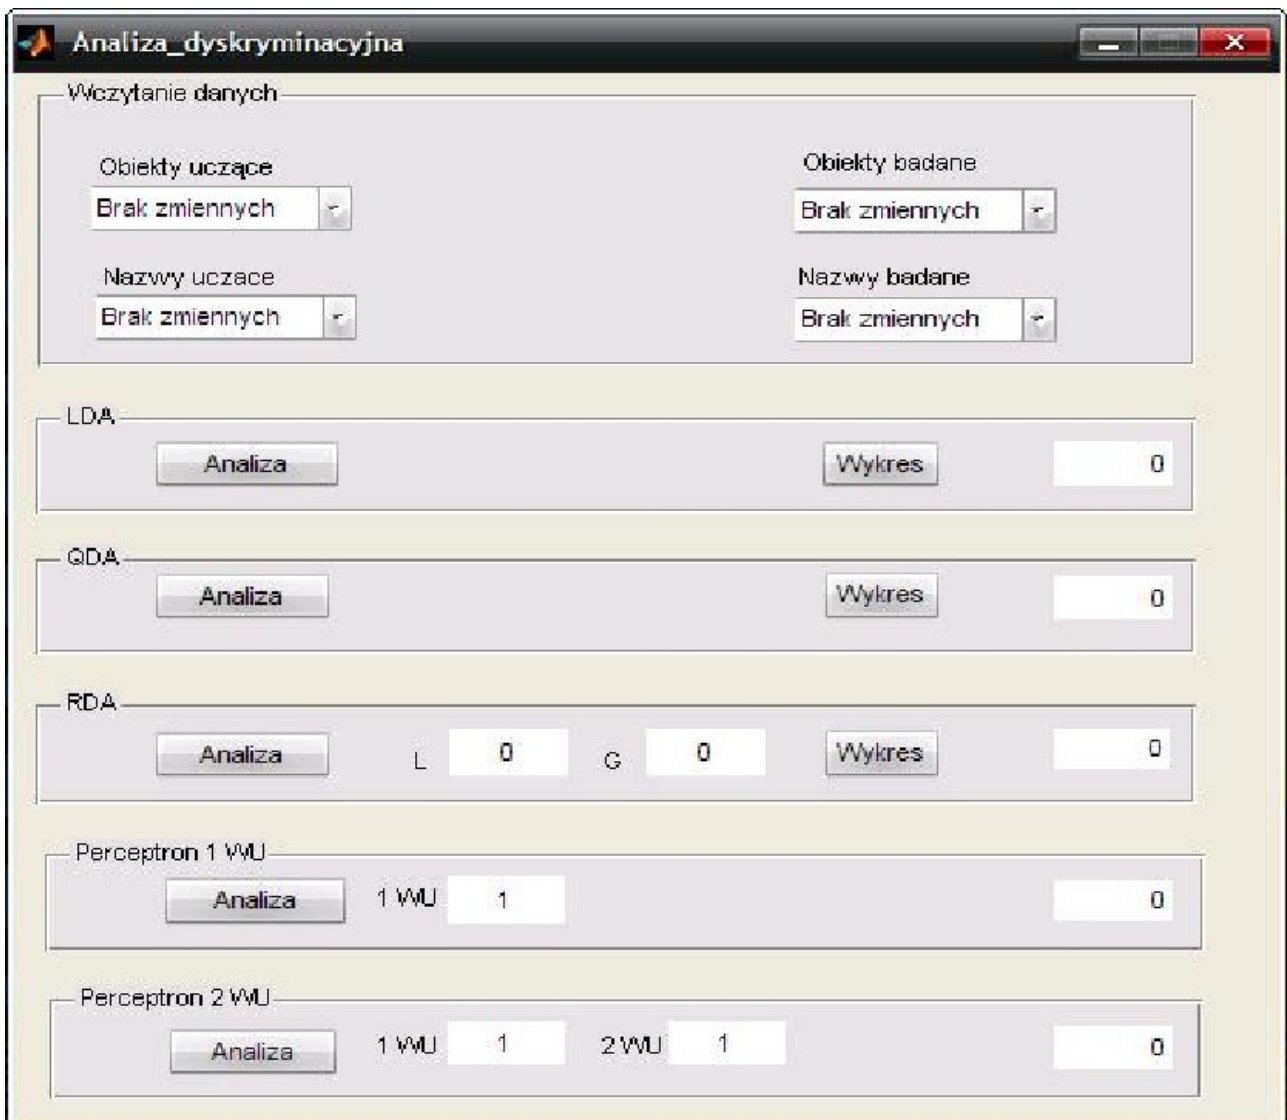 Analiza_dyskryminacyjna
Wczytanie danych
Obiekty uczące Obiekty badane
Brak zmiennych Brak zmiennych
Nazwy uczace Nazwy badane
Brak zmiennych Brak zmiennych
LDA
Analiza Wykres 0
QDA
Analiza Wykres 0
RDA
Analiza L 0 G 0 Wykres 0
Perceptron 1 WU
Analiza 1 WU 1 0
Perceptron 2 WU
Analiza 1 WU 1 2 WU 1 0